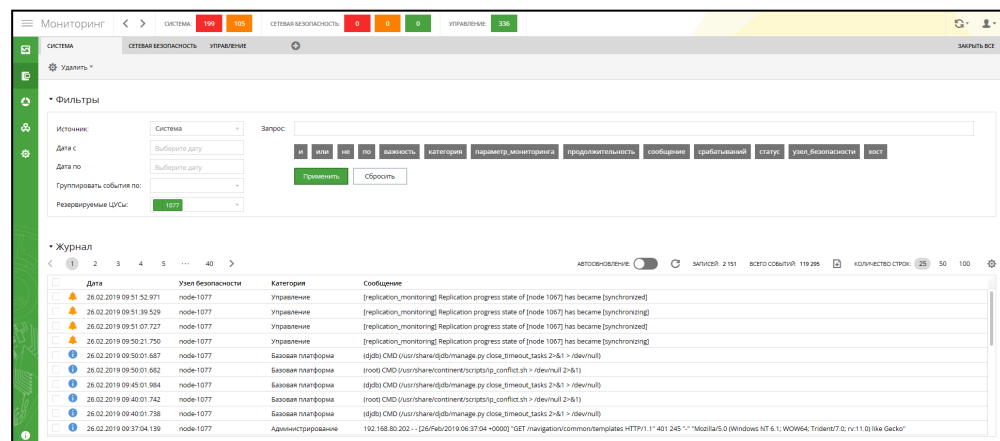 Мониторинг СИСТЕМА: 199 105 СЕТЕВАЯ БЕЗОПАСНОСТЬ: 0 0 0 УПРАВЛЕНИЕ: 336
СИСТЕМА СЕТЕВАЯ БЕЗОПАСНОСТЬ УПРАВЛЕНИЕ ЗАКРЫТЬ ВСЕ
Удалить
Фильтры
Источник: Система Запрос:
Дата с Выберите дату и или не по важность категория параметр_мониторинга продолжительность сообщение срабатываний статус узел_безопасности хост
Дата по Выберите дату
Применить Сбросить
Группировать события по:
Резервируемые ЦУСы: 1077
Журнал
1 2 3 4 5 ... 40 АВТООБНОВЛЕНИЕ: ЗАПИСЕЙ: 2 151 ВСЕГО СОБЫТИЙ: 119 295 КОЛИЧЕСТВО СТРОК: 25 50 100
Дата Узел безопасности Категория Сообщение
26.02.2019 09:51:52.971 node-1077 Управление [replication_monitoring] Replication progress state of [node 1067] has became [synchronized]
26.02.2019 09:51:39.529 node-1077 Управление [replication_monitoring] Replication progress state of [node 1067] has became [synchronizing]
26.02.2019 09:51:07.727 node-1077 Управление [replication_monitoring] Replication progress state of [node 1067] has became [synchronized]
26.02.2019 09:50:21.750 node-1077 Управление [replication_monitoring] Replication progress state of [node 1067] has became [synchronizing]
26.02.2019 09:50:01.687 node-1077 Базовая платформа (djdb) CMD (/usr/share/djdb/manage.py close_timeout_tasks 2>&1 > /dev/null)
26.02.2019 09:50:01.682 node-1077 Базовая платформа (root) CMD (/usr/share/continent/scripts/ip_conflict.sh > /dev/null 2>&1)
26.02.2019 09:45:01.984 node-1077 Базовая платформа (djdb) CMD (/usr/share/djdb/manage.py close_timeout_tasks 2>&1 > /dev/null)
26.02.2019 09:40:01.742 node-1077 Базовая платформа (root) CMD (/usr/share/continent/scripts/ip_conflict.sh > /dev/null 2>&1)
26.02.2019 09:40:01.738 node-1077 Базовая платформа (djdb) CMD (/usr/share/djdb/manage.py close_timeout_tasks 2>&1 > /dev/null)
26.02.2019 09:37:04.139 node-1077 Администрирование 192.168.80.202 - - [26/Feb/2019:06:37:04 +0000] "GET /navigation/common/templates HTTP/1.1" 401 245 "-" "Mozilla/5.0 (Windows NT 6.1; WOW64; Trident/7.0; rv:11.0) like Gecko"